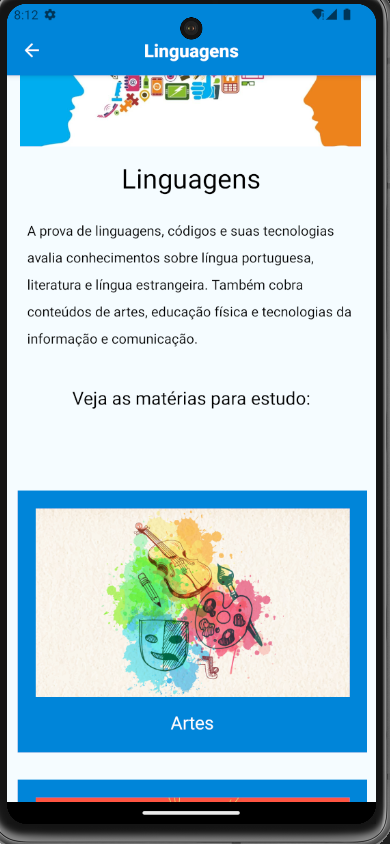 8:12
Linguagens
Linguagens
A prova de linguagens, códigos e suas tecnologias
avalia conhecimentos sobre língua portuguesa,
literatura e língua estrangeira. Também cobra
conteúdos de artes, educação física e tecnologias da
informação e comunicação.
Veja as matérias para estudo:
Artes